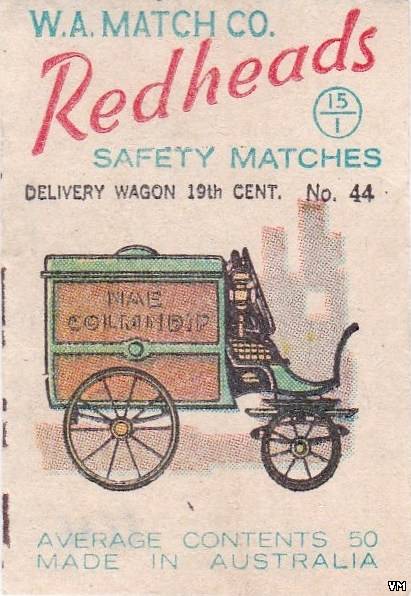 W.A. MATCH CO.
Redheads
15
1
SAFETY MATCHES
DELIVERY WAGON 19th CENT. No. 44
AVERAGE CONTENTS 50
MADE IN AUSTRALIA
VM